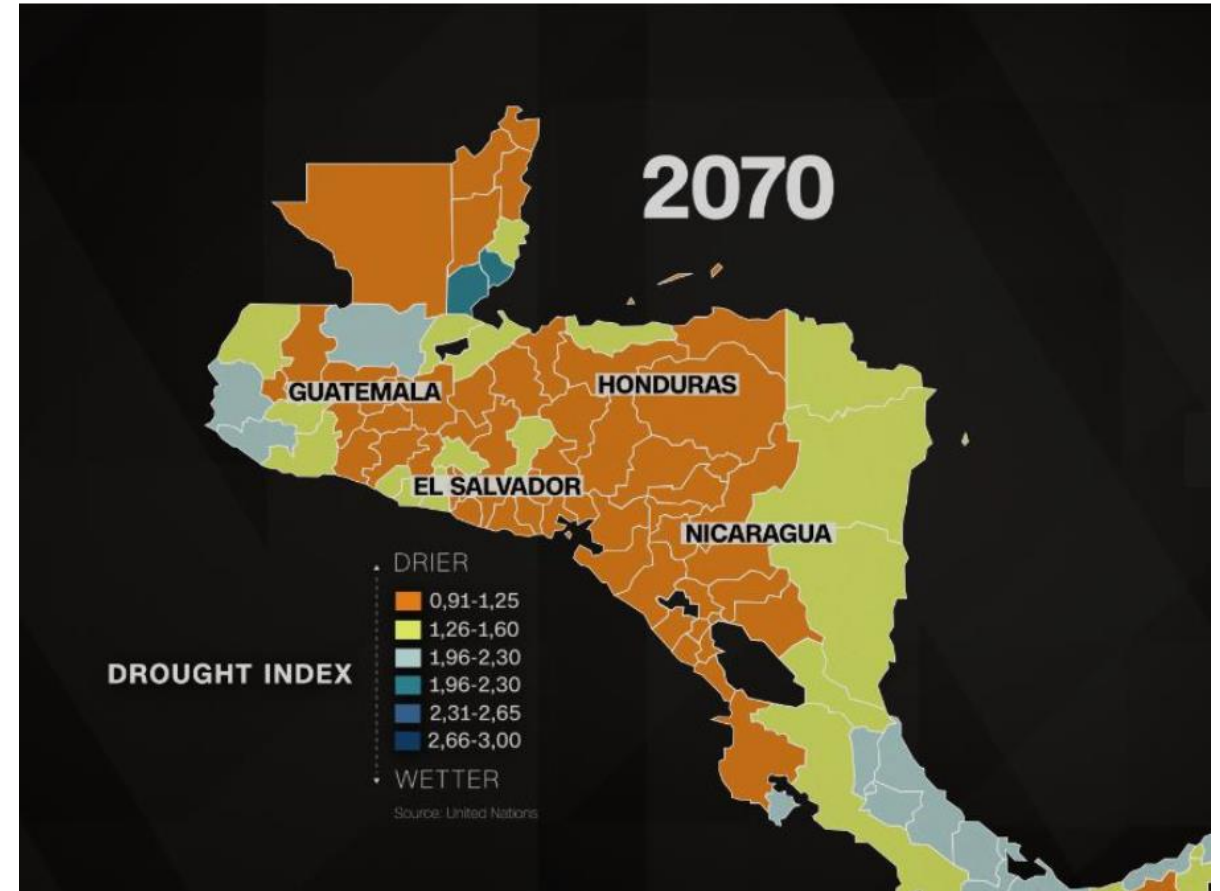 2070
GUATEMALA
HONDURAS
EL SALVADOR
NICARAGUA
DROUGHT INDEX
DRIER
0,91-1,25
1,26-1,60
1,96-2,30
1,96-2,30
2,31-2,65
2,66-3,00
WETTER
Source: United Nations